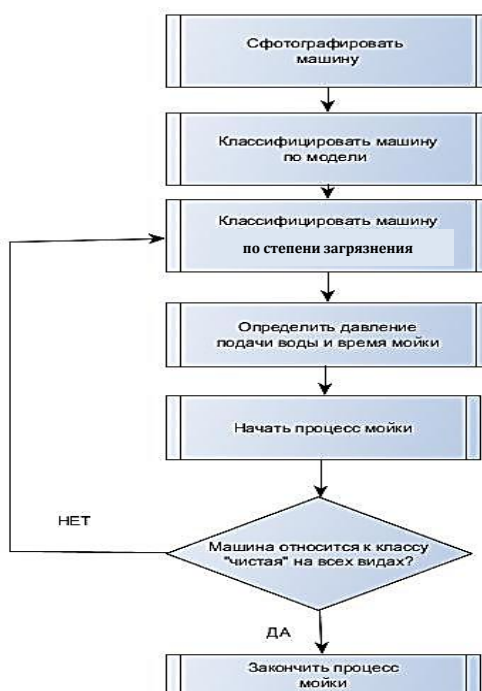 Сфотографировать
машину
Классифицировать машину
по модели
Классифицировать машину
по степени загрязнения
Определить давление
подачи воды и время мойки
Начать процесс мойки
НЕТ
Машина относится к классу
"чистая" на всех видах?
ДА
Закончить процесс
мойки